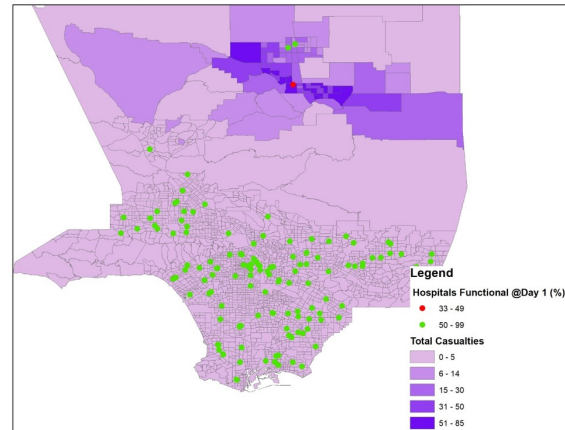 Legend
Hospitals Functional @Day 1 (%)
33 - 49
50 - 99
Total Casualties
0 - 5
6 - 14
15 - 30
31 - 50
51 - 85